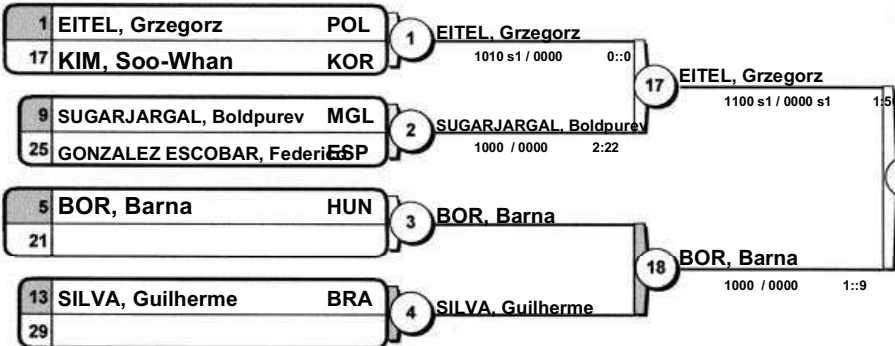 1 EITEL, Grzegorz POL
17 KIM, Soo-Whan KOR
1
EITEL, Grzegorz
1010 s1 / 0000 0::0
9 SUGARJARGAL, Boldpurev MGL
25 GONZALEZ ESCOBAR, Federico ESP
2
SUGARJARGAL, Boldpurev
1000 / 0000 2:22
17
EITEL, Grzegorz
1100 s1 / 0000 s1
5 BOR, Barna HUN
21
3
BOR, Barna
13 SILVA, Guilherme BRA
29
4
SILVA, Guilherme
18
BOR, Barna
1000 / 0000 1::9